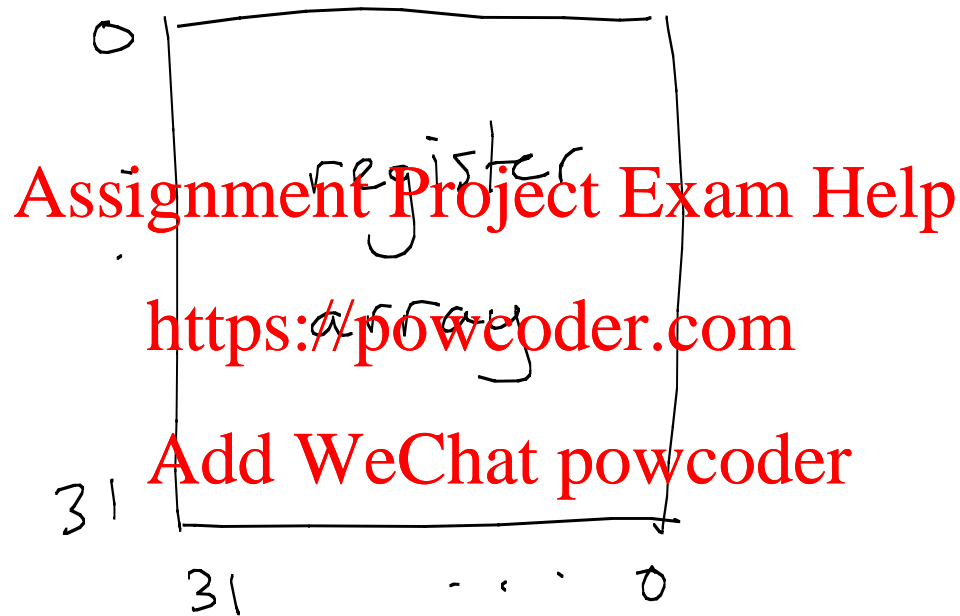 0
register
Assignment Project Exam Help
array
https://powcoder.com
Add WeChat powcoder
31
31 . . . 0